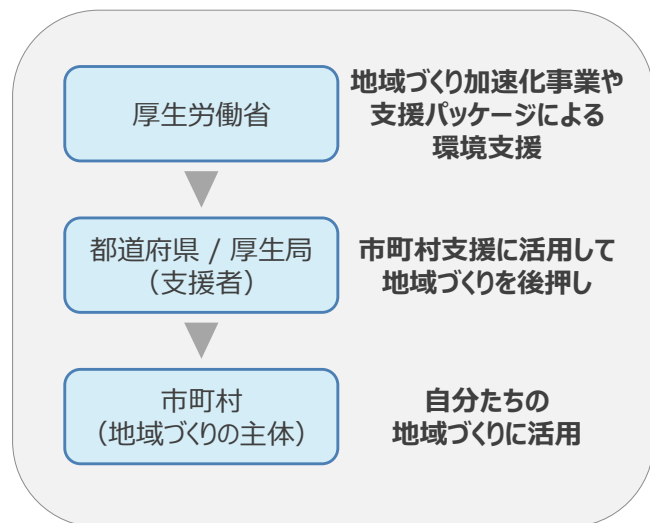 厚生労働省
地域づくり加速化事業や
支援パッケージによる
環境支援
都道府県 / 厚生局
（支援者）
市町村支援に活用して
地域づくりを後押し
市町村
（地域づくりの主体）
自分たちの
地域づくりに活用